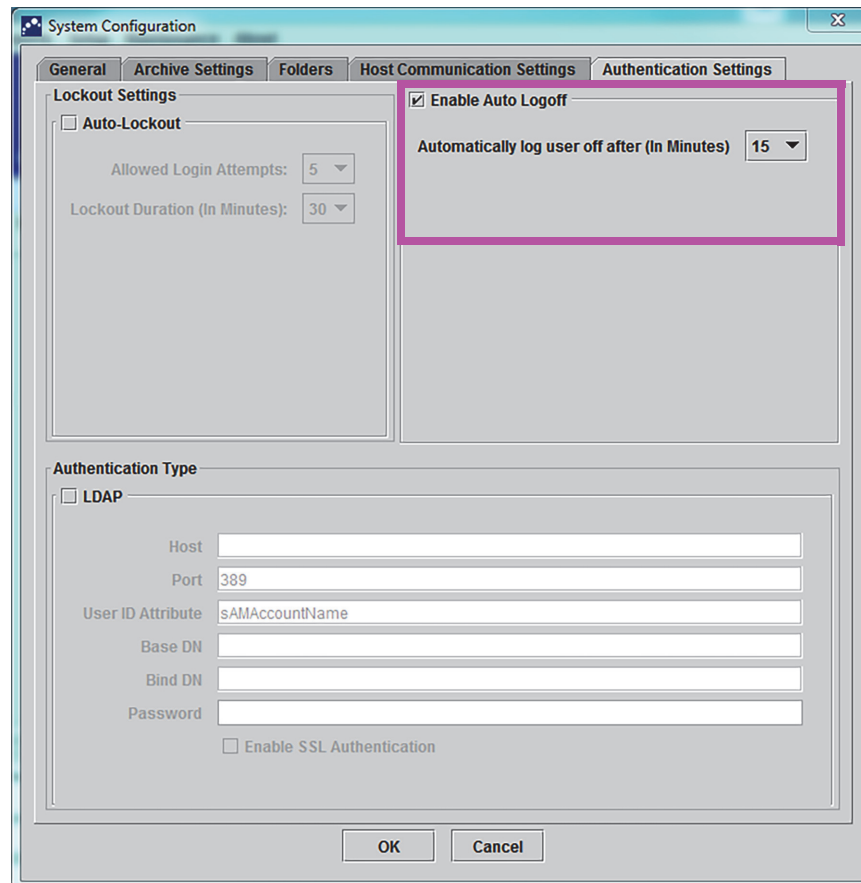 System Configuration
General Archive Settings Folders Host Communication Settings Authentication Settings
Lockout Settings
Auto-Lockout
Allowed Login Attempts: 5
Lockout Duration (In Minutes): 30
Enable Auto Logoff
Automatically log user off after (In Minutes) 15
Authentication Type
LDAP
Host
Port 389
User ID Attribute sAMAccountName
Base DN
Bind DN
Password
Enable SSL Authentication
OK Cancel